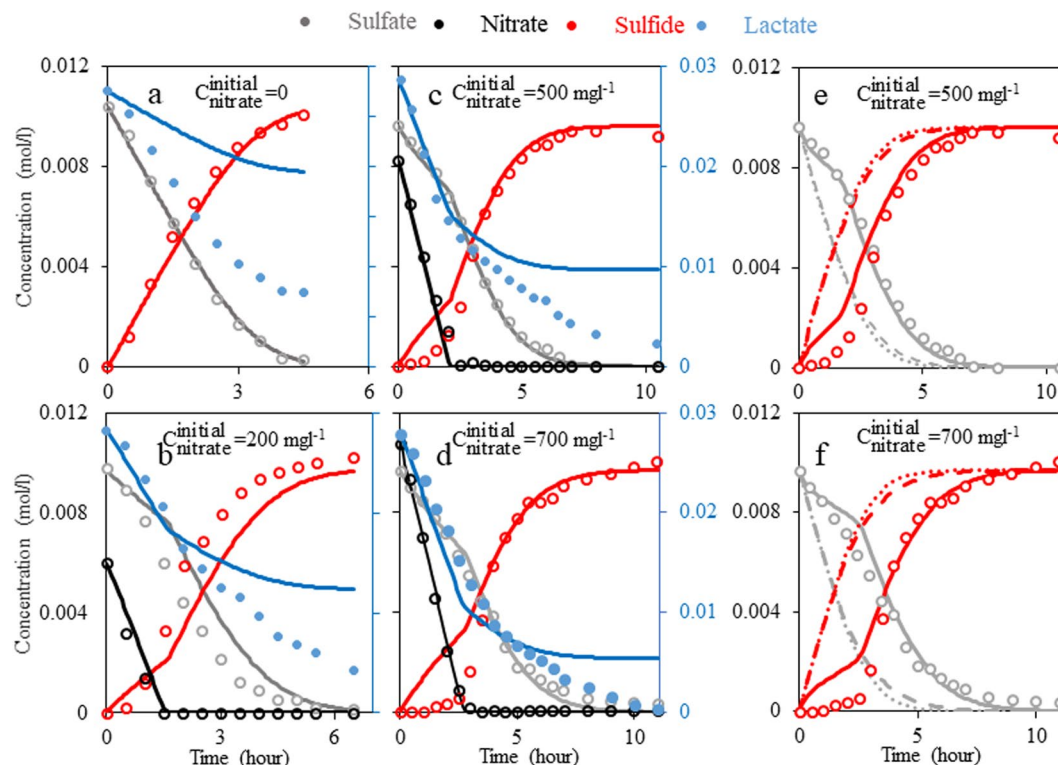 Sulfate Nitrate Sulfide Lactate
Concentration (mol/l)
0.012
0.008
0.004
0
a
C initial nitrate =0
0 3 6
c
C initial nitrate =500 mgl-1
0.03
0.02
0.01
0
0 5 10
0.012
0.008
0.004
0
e
C initial nitrate =500 mgl-1
0 5 10
Concentration (mol/l)
0.012
0.008
0.004
0
b
C initial nitrate =200 mgl-1
0 2 4 6
Time (hour)
d
C initial nitrate =700 mgl-1
0.03
0.02
0.01
0
0 5 10
Time (hour)
0.012
0.008
0.004
0
f
C initial nitrate =700 mgl-1
0 5 10
Time (hour)